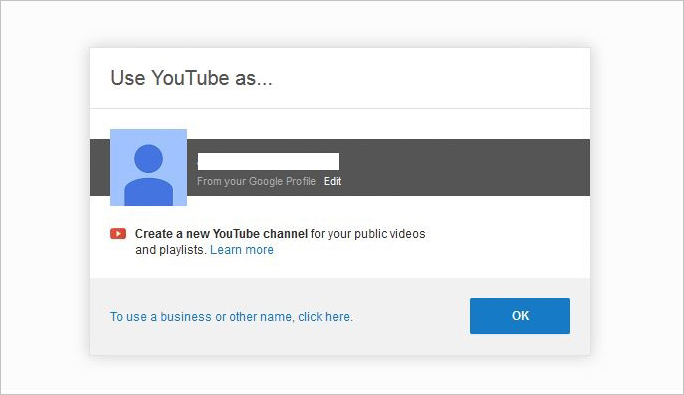 Use YouTube as...
From your Google Profile Edit
Create a new YouTube channel for your public videos
and playlists. Learn more
To use a business or other name, click here.
OK